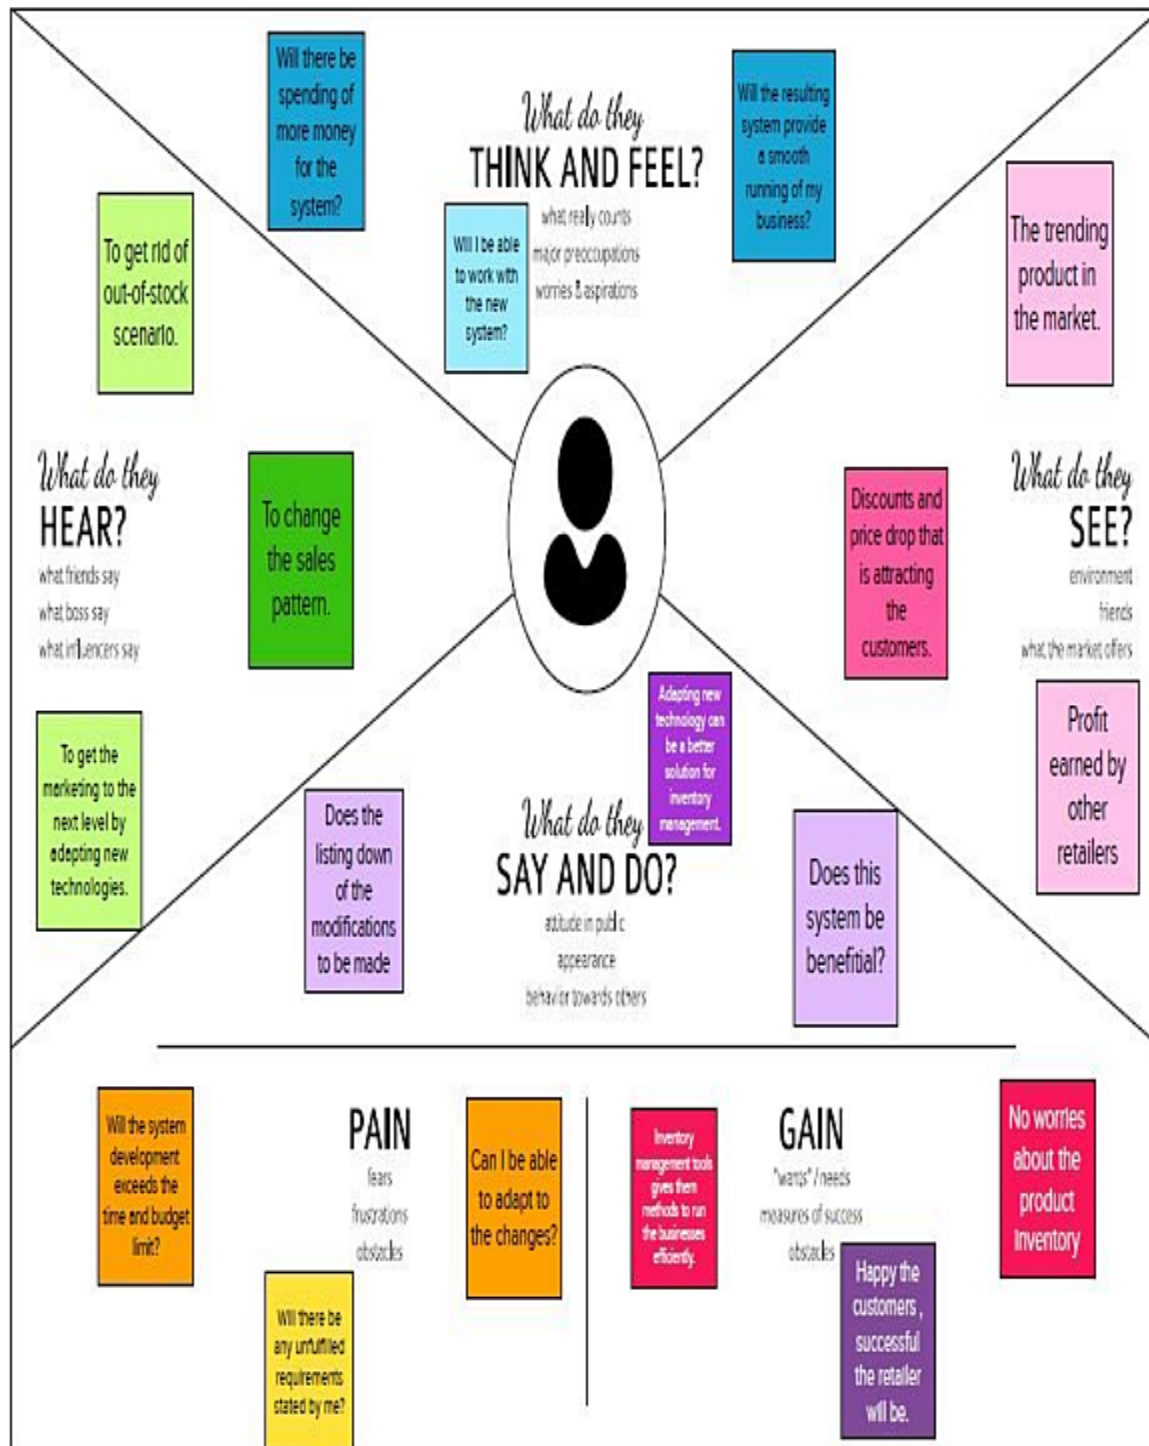 Will there be
spending of
more money
for the
system?
What do they
THINK AND FEEL?
what really counts
major preoccupations
worries & aspirations
Will I be able
to work with
the new
system?
Will the resulting
system provide
a smooth
running of my
business?
To get rid of
out-of-stock
scenario.
What do they
HEAR?
what friends say
what boss say
what influencers say
To change
the sales
pattern.
To get the
marketing to the
next level by
adapting new
technologies.
The trending
product in
the market.
What do they
SEE?
environment
friends
what the market offers
Discounts and
price drop that
is attracting
the
customers.
Profit
earned by
other
retailers
Adapting new
technology can
be a better
solution for
inventory
management.
What do they
SAY AND DO?
attitude in public
appearance
behavior towards others
Does the
listing down
of the
modifications
to be made
Does this
system be
benefitial?
Will the system
development
exceeds the
time and budget
limit?
PAIN
fears
frustrations
obstacles
Can I be able
to adapt to
the changes?
Will there be
any unfulfilled
requirements
stated by me?
Inventory
management tools
gives them
methods to run
the businesses
efficiently.
GAIN
"wants" / needs
measures of success
obstacles
No worries
about the
product
inventory
Happy the
customers ,
successful
the retailer
will be.